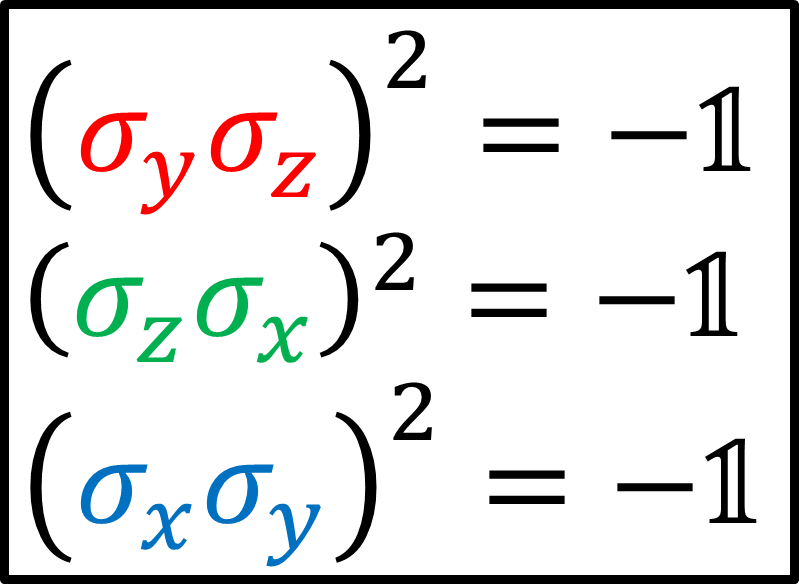 (σ_y σ_z)² = −𝟙
(σ_z σ_x)² = −𝟙
(σ_x σ_y)² = −𝟙